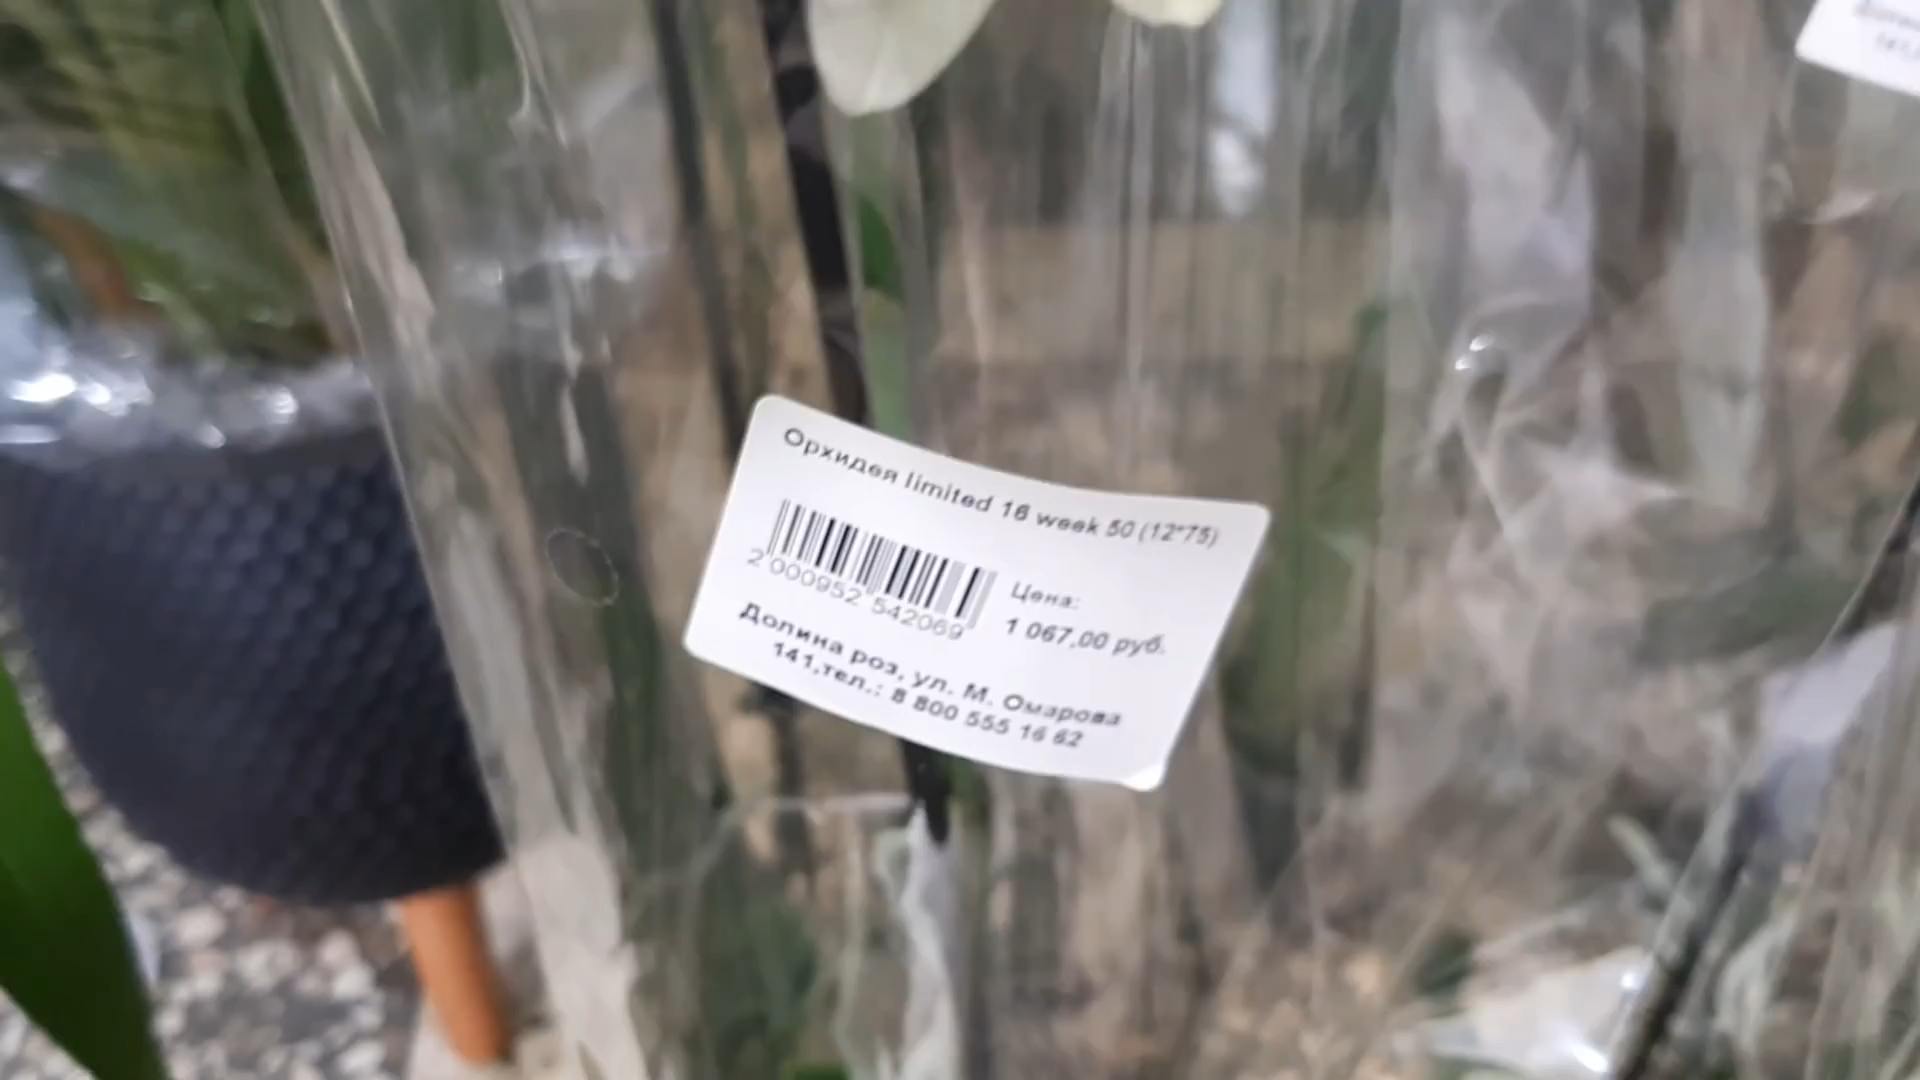 Орхидея limited 16 week 50 (12*75)
2 000952 542069
Цена:
1 067,00 руб.
Долина роз, ул. М. Омарова
141,тел.: 8 800 555 16 62